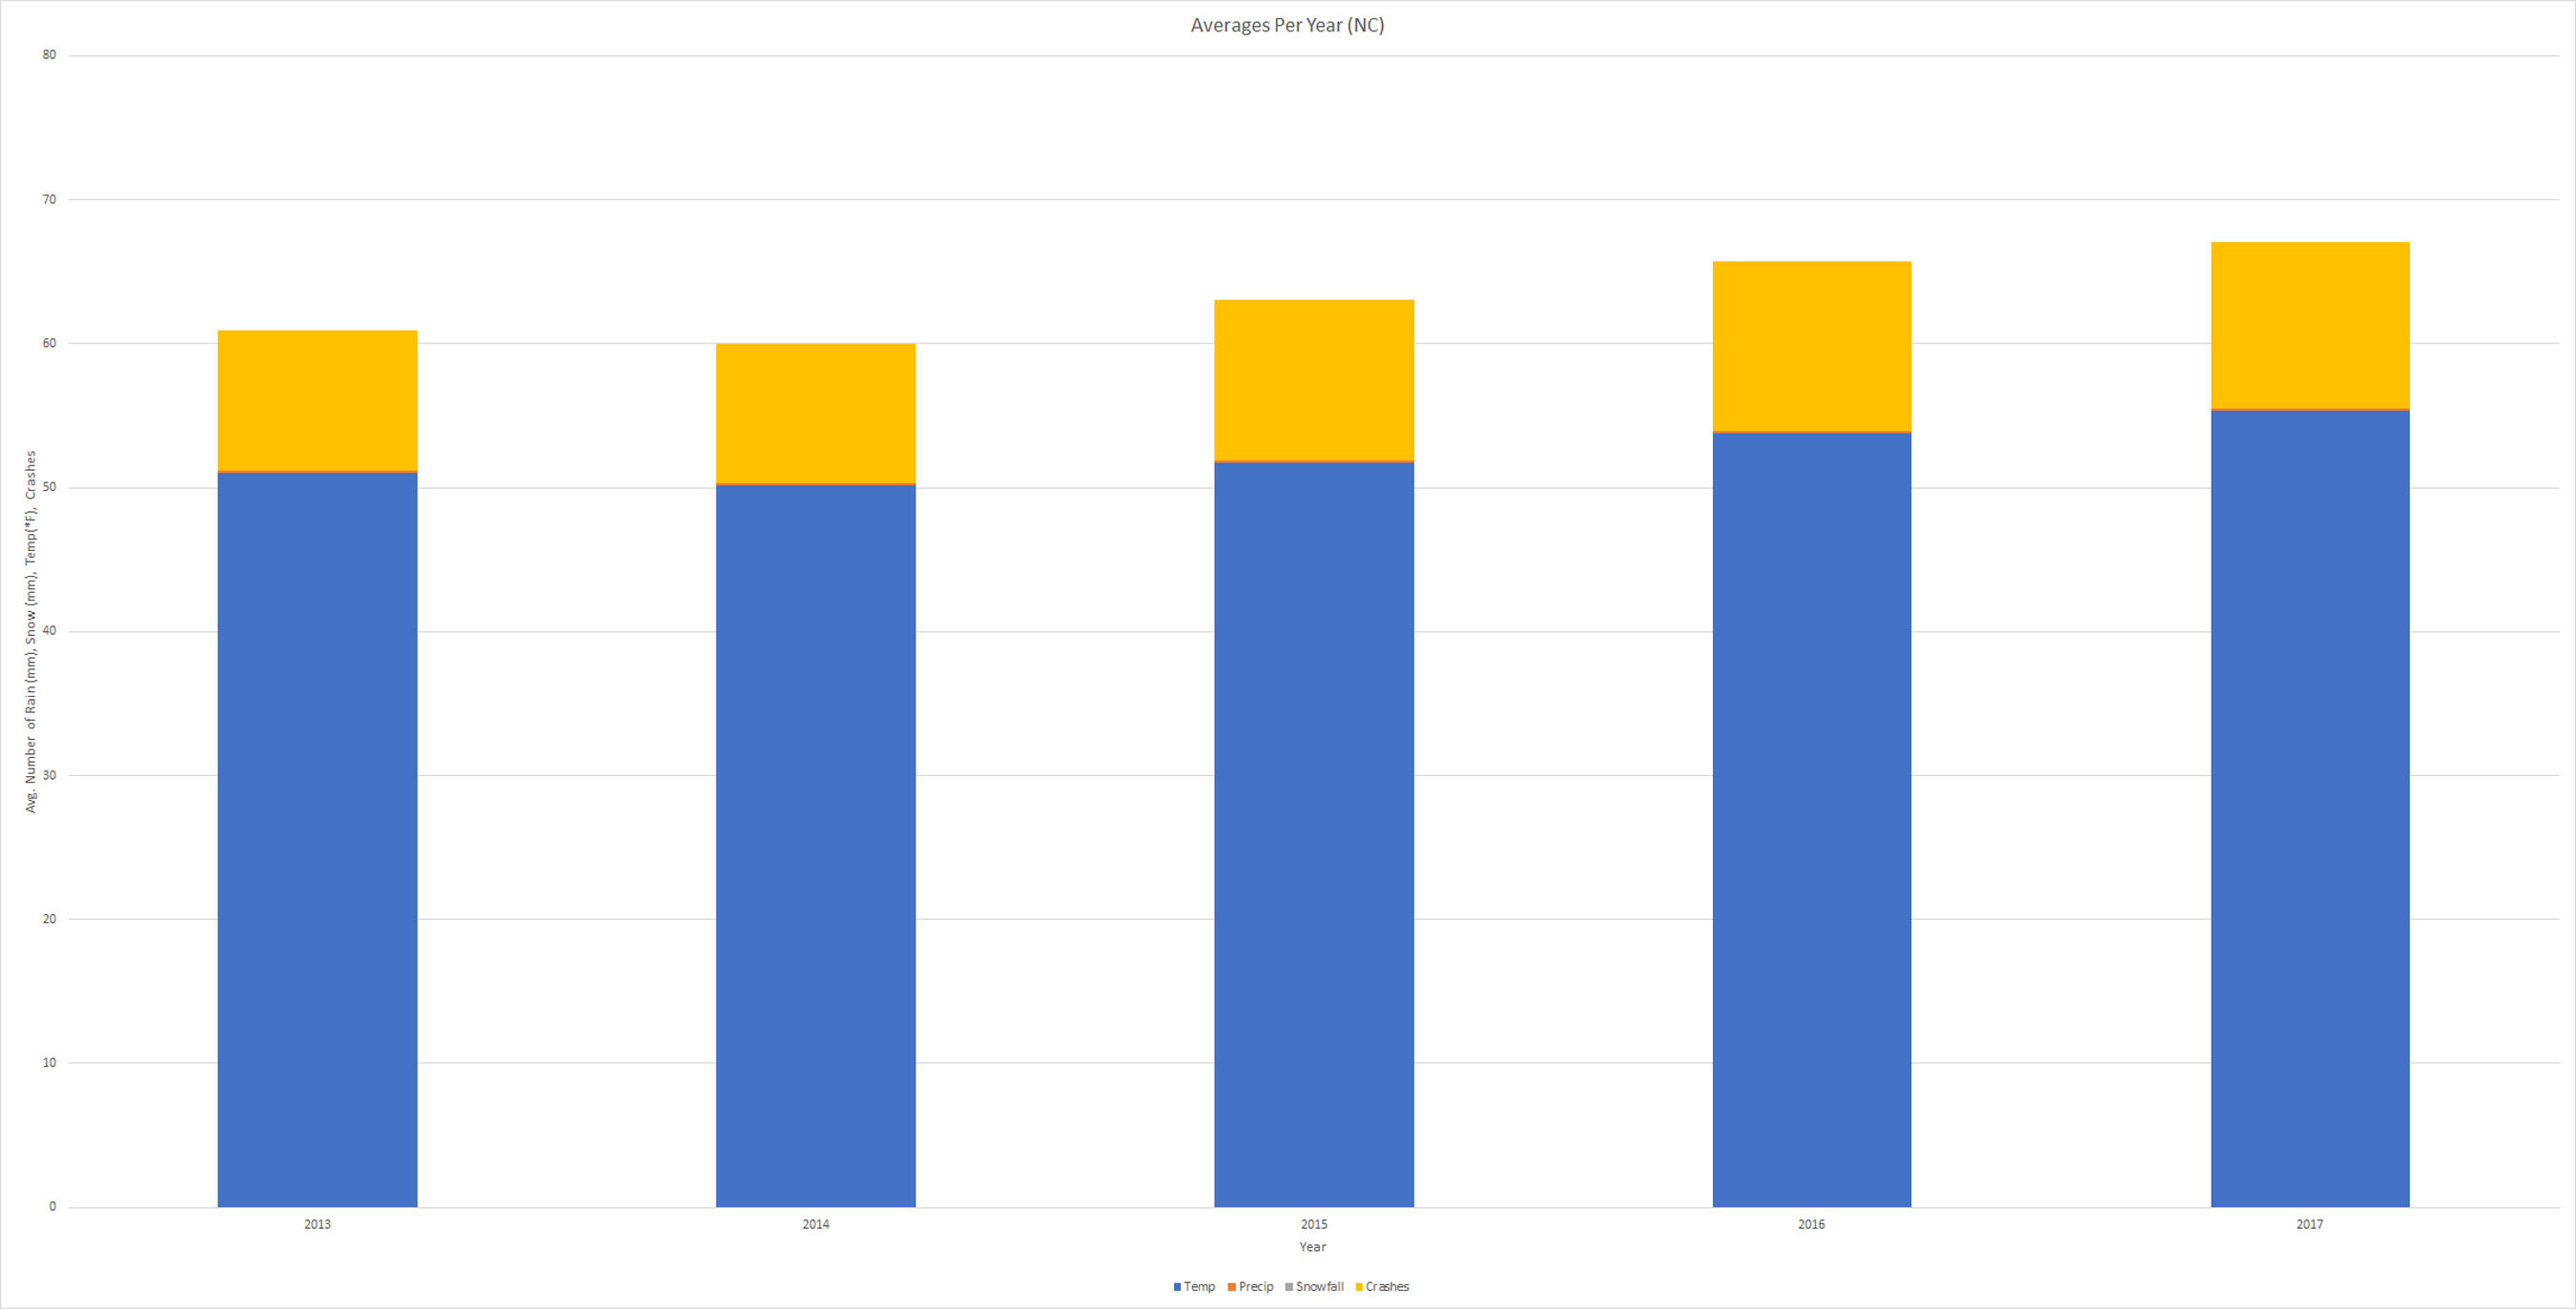 Averages Per Year (NC)
80
70
60
50
40
30
20
10
0
Avg. Number of Rain (mm), Snow (mm), Temp(*F), Crashes
2013 2014 2015 2016 2017
Year
Temp Precip Snowfall Crashes